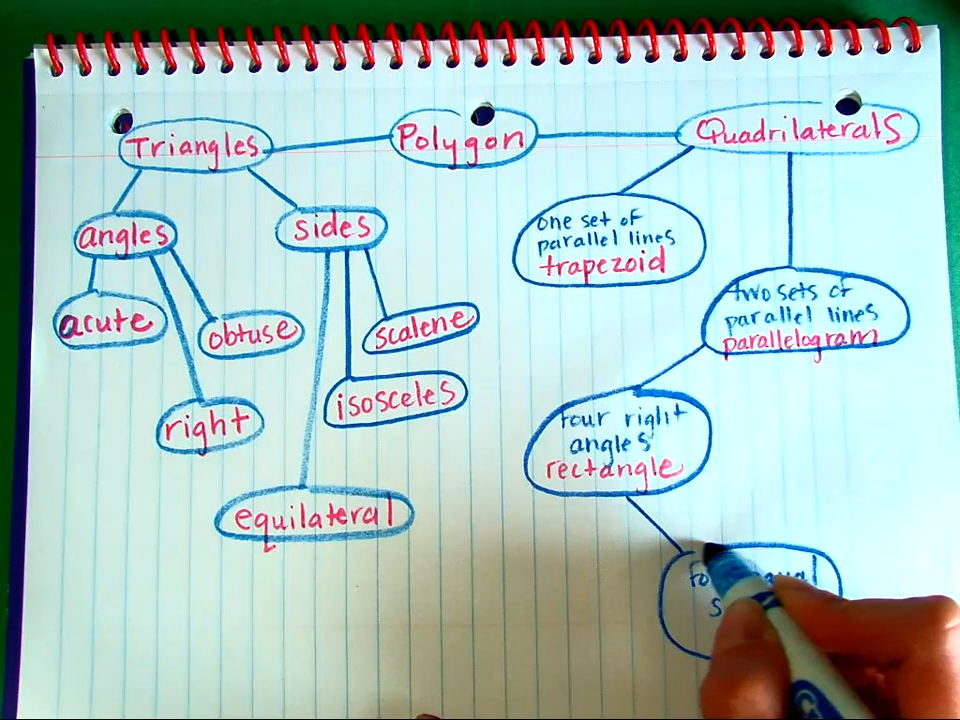 Triangles
Polygon
Quadrilaterals
angles
sides
one set of
parallel lines
trapezoid
acute
obtuse
right
scalene
isosceles
equilateral
two sets of
parallel lines
parallelogram
four right
angles
rectangle